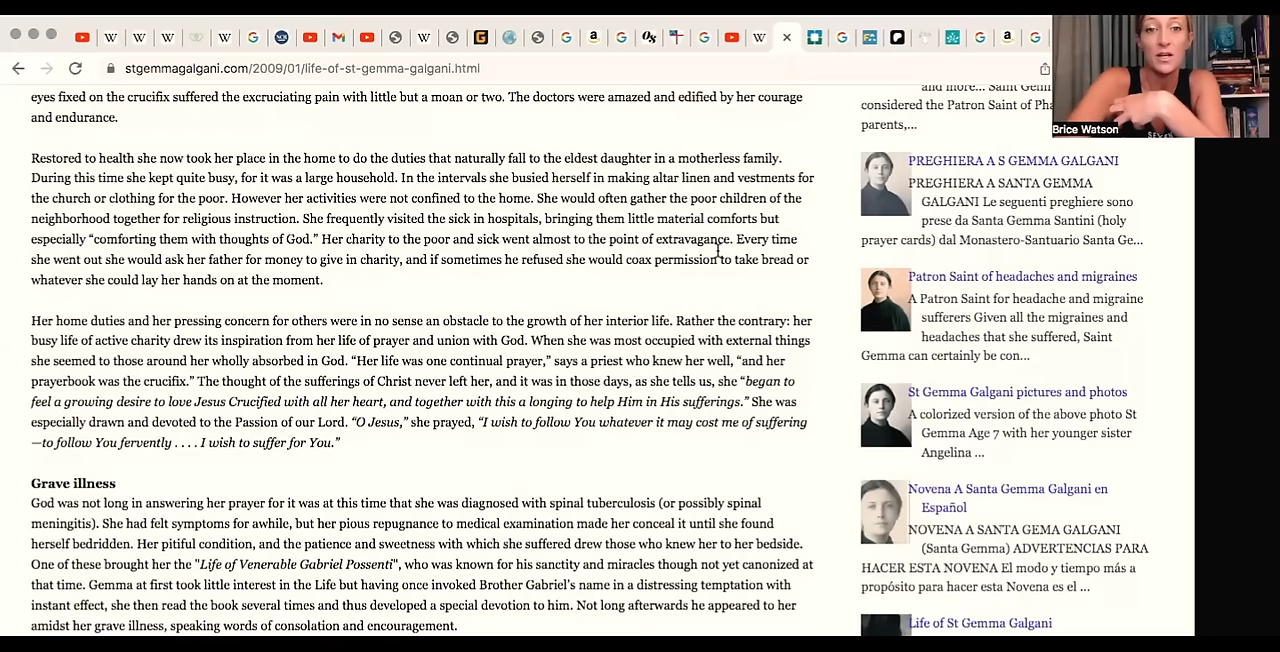 stgemmagalgani.com/2009/01/life-of-st-gemma-galgani.html
Brice Watson
eyes fixed on the crucifix suffered the excruciating pain with little but a moan or two. The doctors were amazed and edified by her courage
and endurance.
Restored to health she now took her place in the home to do the duties that naturally fall to the eldest daughter in a motherless family.
During this time she kept quite busy, for it was a large household. In the intervals she busied herself in making altar linen and vestments for
the church or clothing for the poor. However her activities were not confined to the home. She would often gather the poor children of the
neighborhood together for religious instruction. She frequently visited the sick in hospitals, bringing them little material comforts but
especially “comforting them with thoughts of God.” Her charity to the poor and sick went almost to the point of extravagance. Every time
she went out she would ask her father for money to give in charity, and if sometimes he refused she would coax permission to take bread or
whatever she could lay her hands on at the moment.
Her home duties and her pressing concern for others were in no sense an obstacle to the growth of her interior life. Rather the contrary: her
busy life of active charity drew its inspiration from her life of prayer and union with God. When she was most occupied with external things
she seemed to those around her wholly absorbed in God. “Her life was one continual prayer,” says a priest who knew her well, “and her
prayerbook was the crucifix.” The thought of the sufferings of Christ never left her, and it was in those days, as she tells us, she “began to
feel a growing desire to love Jesus Crucified with all her heart, and together with this a longing to help Him in His sufferings.” She was
especially drawn and devoted to the Passion of our Lord. “O Jesus,” she prayed, “I wish to follow You whatever it may cost me of suffering
—to follow You fervently . . . . I wish to suffer for You.”
Grave illness
God was not long in answering her prayer for it was at this time that she was diagnosed with spinal tuberculosis (or possibly spinal
meningitis). She had felt symptoms for awhile, but her pious repugnance to medical examination made her conceal it until she found
herself bedridden. Her pitiful condition, and the patience and sweetness with which she suffered drew those who knew her to her bedside.
One of these brought her the "Life of Venerable Gabriel Possenti", who was known for his sanctity and miracles though not yet canonized at
that time. Gemma at first took little interest in the Life but having once invoked Brother Gabriel's name in a distressing temptation with
instant effect, she then read the book several times and thus developed a special devotion to him. Not long afterwards he appeared to her
amidst her grave illness, speaking words of consolation and encouragement.
and more... Saint
considered the Patron Saint of
parents,...
PREGHIERA A S GEMMA GALGANI
PREGHIERA A SANTA GEMMA
GALGANI Le seguenti preghiere sono
prese da Santa Gemma Santini (holy
prayer cards) dal Monastero-Santuario Santa Ge...
Patron Saint of headaches and migraines
A Patron Saint for headache and migraine
sufferers Given all the migraines and
headaches that she suffered, Saint
Gemma can certainly be con...
St Gemma Galgani pictures and photos
A colorized version of the above photo St
Gemma Age 7 with her younger sister
Angelina ...
Novena A Santa Gemma Galgani en
Español
NOVENA A SANTA GEMA GALGANI
(Santa Gemma) ADVERTENCIAS PARA
HACER ESTA NOVENA El modo y tiempo más a
propósito para hacer esta Novena es el ...
Life of St Gemma Galgani